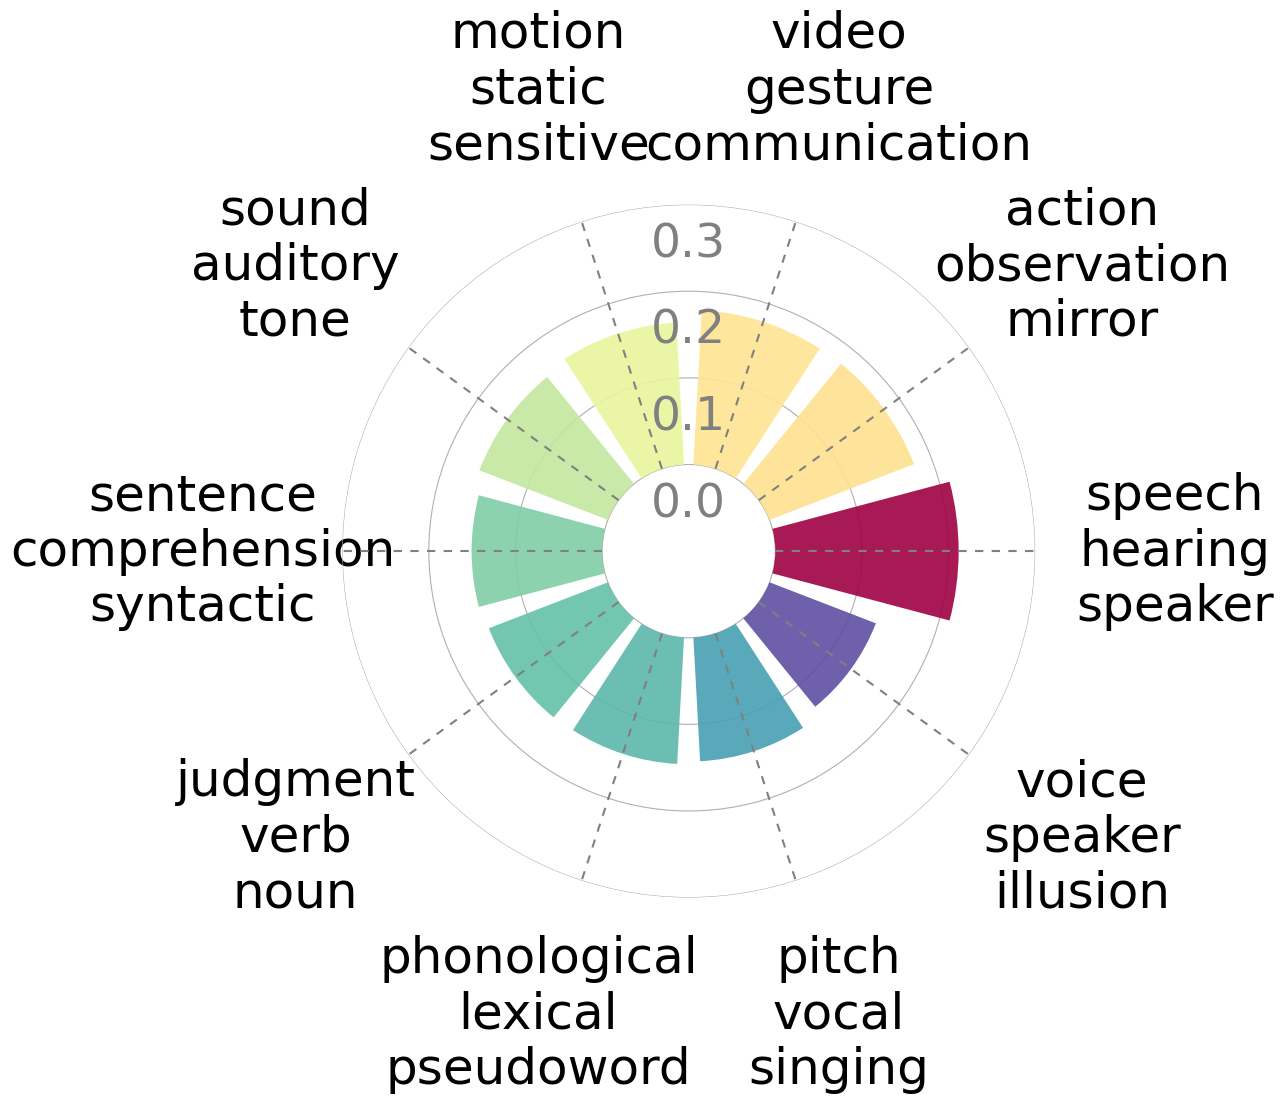 motion
static
sensitive
video
gesture
communication
sound
auditory
tone
action
observation
mirror
0.3
0.2
0.1
0.0
sentence
comprehension
syntactic
speech
hearing
speaker
judgment
verb
noun
voice
speaker
illusion
phonological
lexical
pseudoword
pitch
vocal
singing